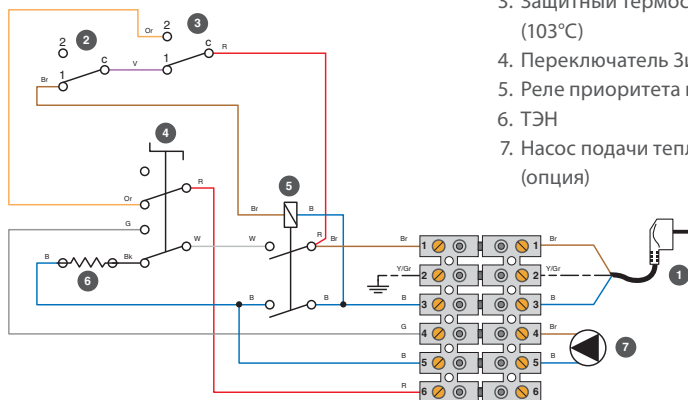 3. Защитный термос
(103°C)
4. Переключатель Зи
5. Реле приоритета
6. ТЭН
7. Насос подачи тепл
(опция)
Or 2 3
2 2
C R
1 V 1 C
Br
4
5
R
Or
Br B
G
W W R Br
B Bk
6
B B
Br 1 1 Br
Y/Gr 2 2 Y/Gr
1
B 3 3 B
G 4 4 Br
7
B 5 5 B
R 6 6